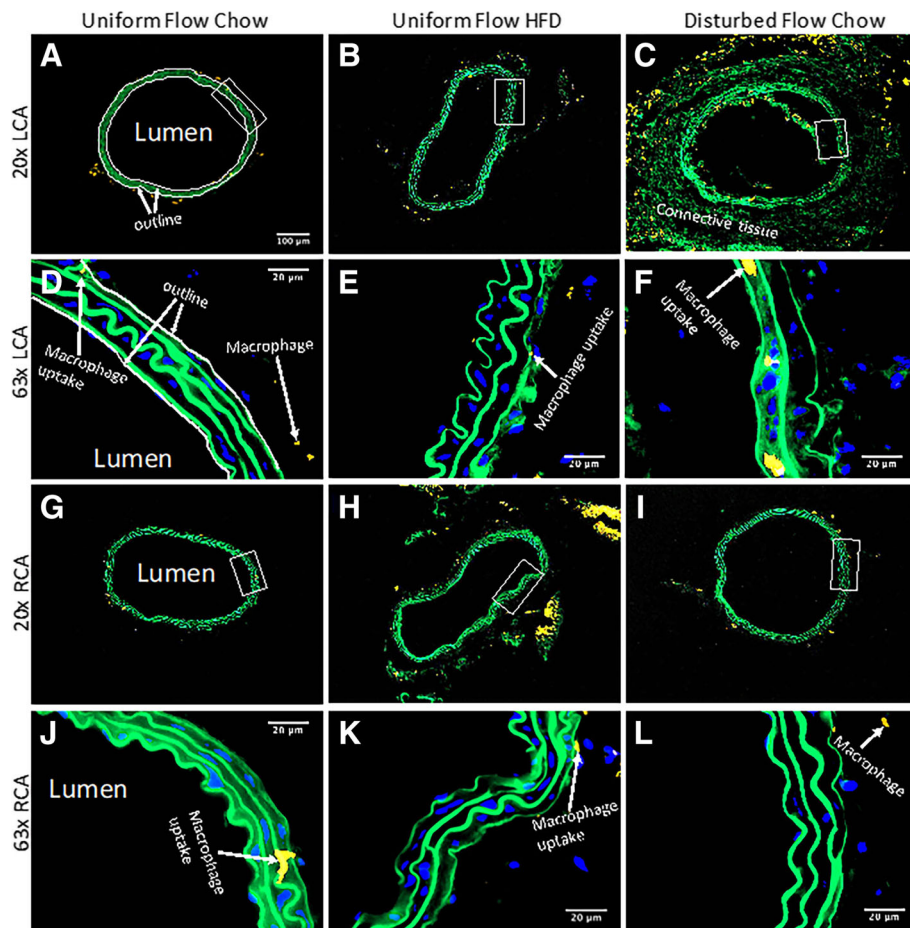 Uniform Flow Chow
Uniform Flow HFD
Disturbed Flow Chow
20x LCA
A
Lumen
outline
100 µm
B
C
Connective tissue
63x LCA
D
20 µm
outline
Macrophage
uptake
Macrophage
Lumen
E
Macrophage uptake
20 µm
F
Macrophage
uptake
20 µm
20x RCA
G
Lumen
H
I
63x RCA
J
20 µm
Lumen
Macrophage
uptake
K
Macrophage
uptake
20 µm
L
Macrophage
20 µm